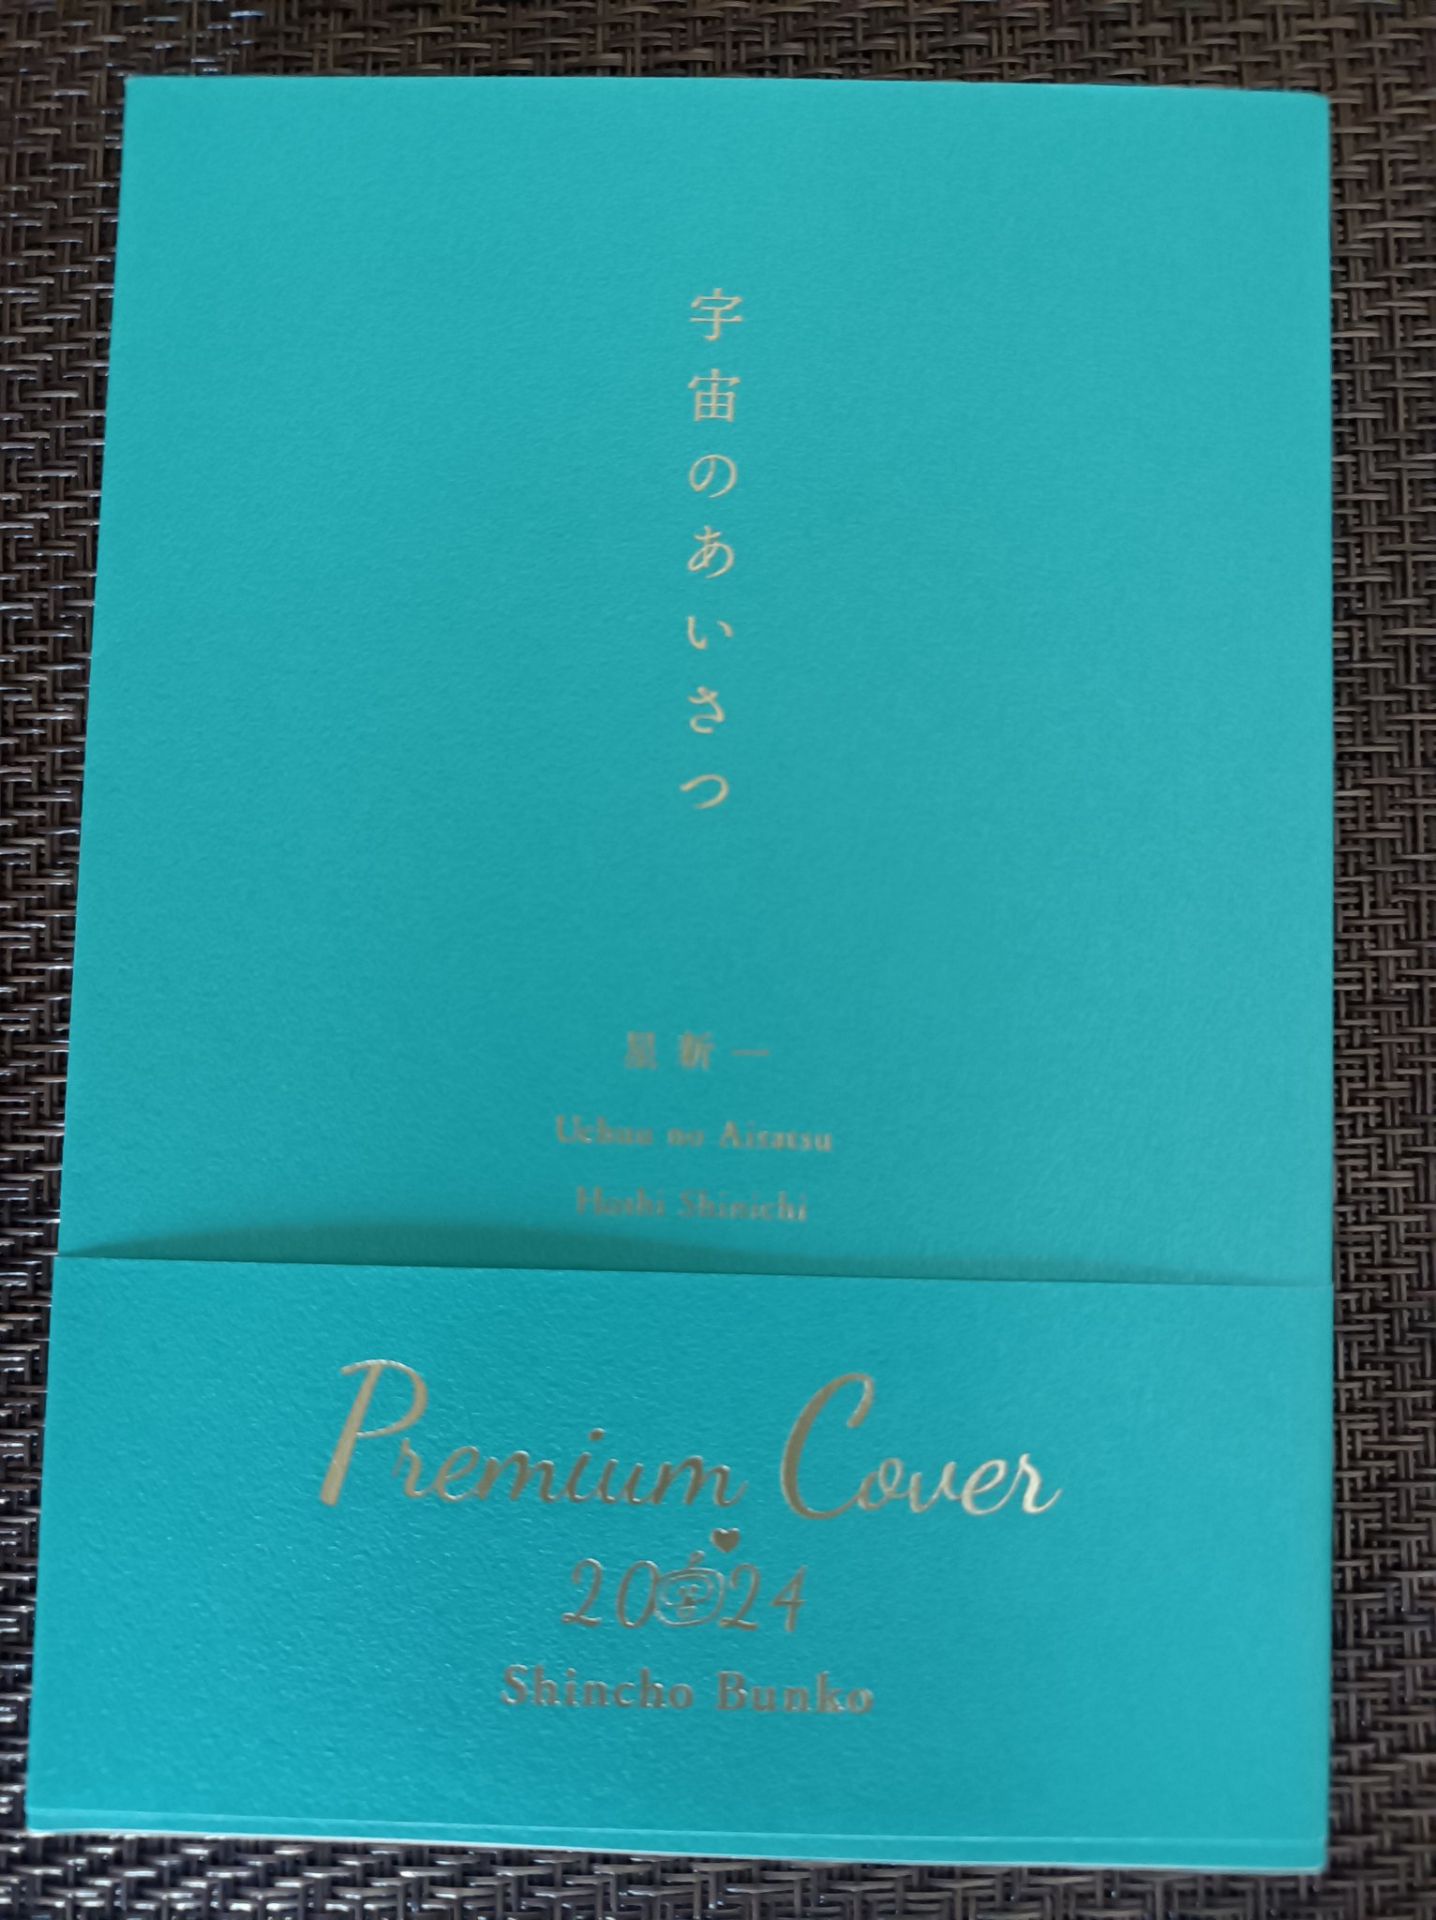 宇宙のあいさつ
星新一
Uchuu no Aisatsu
Hoshi Shinichi
Premium Cover
2024
Shincho Bunko